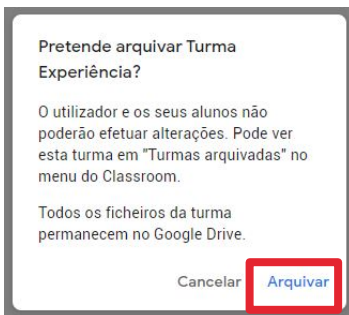 Pretende arquivar Turma
Experiência?
O utilizador e os seus alunos não
poderão efetuar alterações. Pode ver
esta turma em "Turmas arquivadas" no
menu do Classroom.
Todos os ficheiros da turma
permanecem no Google Drive.
Cancelar Arquivar